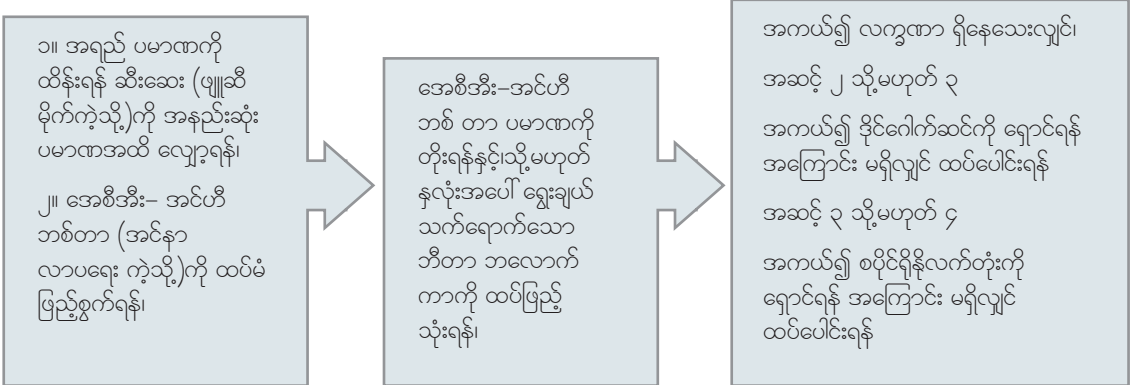 ၁။ အရည် ပမာဏကို
ထိန်းရန် ဆီးဆေး (ဖျူဆီ
မိုက်ကဲ့သို့)ကို အနည်းဆုံး
ပမာဏအထိ လျှော့ရန်၊
၂။ အေစီအီး– အင်ဟီ
ဘစ်တာ (အင်နာ
လာပရေး ကဲ့သို့)ကို ထပ်မံ
ဖြည့်စွက်ရန်၊
အေစီအီး–အင်ဟီ
ဘစ် တာ ပမာဏကို
တိုးရန်နှင့်၊သို့မဟုတ်
နှလုံးအပေါ် ရွေးချယ်
သက်ရောက်သော
ဘီတာ ဘလောက်
ကာကို ထပ်ဖြည့်
သုံးရန်၊
အကယ်၍ လက္ခဏာ ရှိနေသေးလျှင်၊
အဆင့် ၂ သို့မဟုတ် ၃
အကယ်၍ ဒိုင်ဂေါက်ဆင်ကို ရှောင်ရန်
အကြောင်း မရှိလျှင် ထပ်ပေါင်းရန်
အဆင့် ၃ သို့မဟုတ် ၄
အကယ်၍ စပိုင်ရိုနိုလက်တုံးကို
ရှောင်ရန် အကြောင်း မရှိလျှင်
ထပ်ပေါင်းရန်